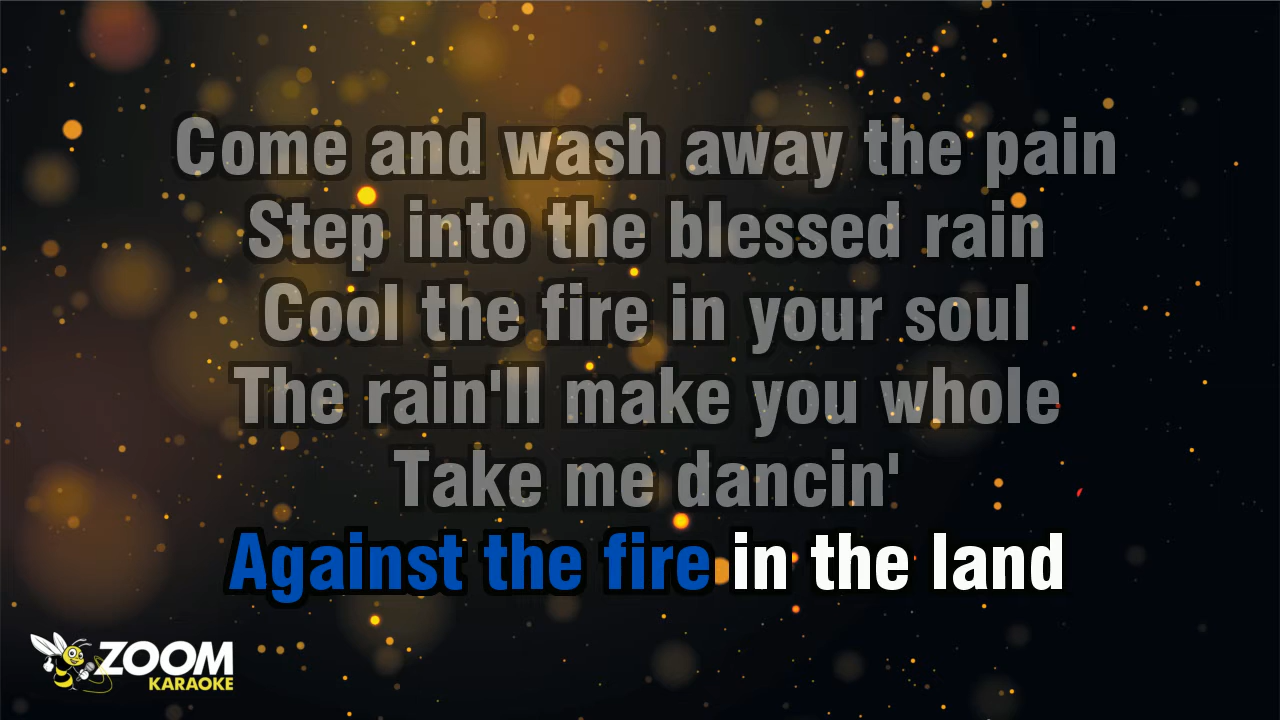 Come and wash away the pain
Step into the blessed rain
Cool the fire in your soul
The rain'll make you whole
Take me dancin'
Against the fire in the land
ZOOM
KARAOKE